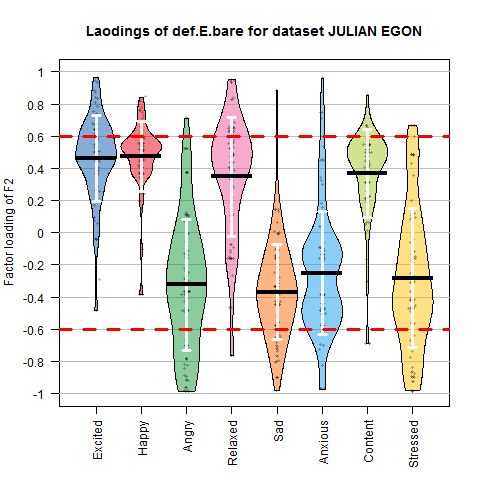 Laodings of def.E.bare for dataset JULIAN EGON
Factor loading of F2
1
0.8
0.6
0.4
0.2
0
-0.2
-0.4
-0.6
-0.8
-1
Excited
Happy
Angry
Relaxed
Sad
Anxious
Content
Stressed